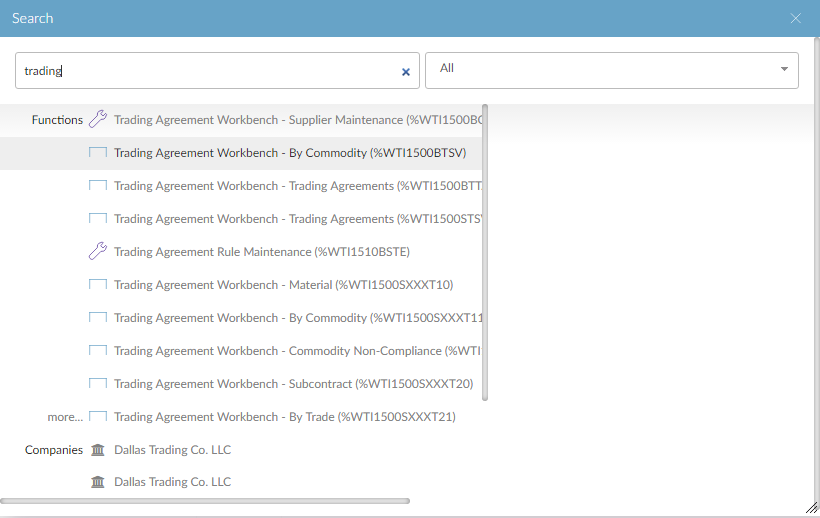 Search
trading
All
Functions Trading Agreement Workbench - Supplier Maintenance (%WTI1500BC
Trading Agreement Workbench - By Commodity (%WTI1500BTSV)
Trading Agreement Workbench - Trading Agreements (%WTI1500BTT
Trading Agreement Workbench - Trading Agreements (%WTI1500STS
Trading Agreement Rule Maintenance (%WTI1510BSTE)
Trading Agreement Workbench - Material (%WTI1500SXXXT10)
Trading Agreement Workbench - By Commodity (%WTI1500SXXXT11
Trading Agreement Workbench - Commodity Non-Compliance (%WTI
Trading Agreement Workbench - Subcontract (%WTI1500SXXXT20)
more... Trading Agreement Workbench - By Trade (%WTI1500SXXXT21)
Companies Dallas Trading Co. LLC
Dallas Trading Co. LLC